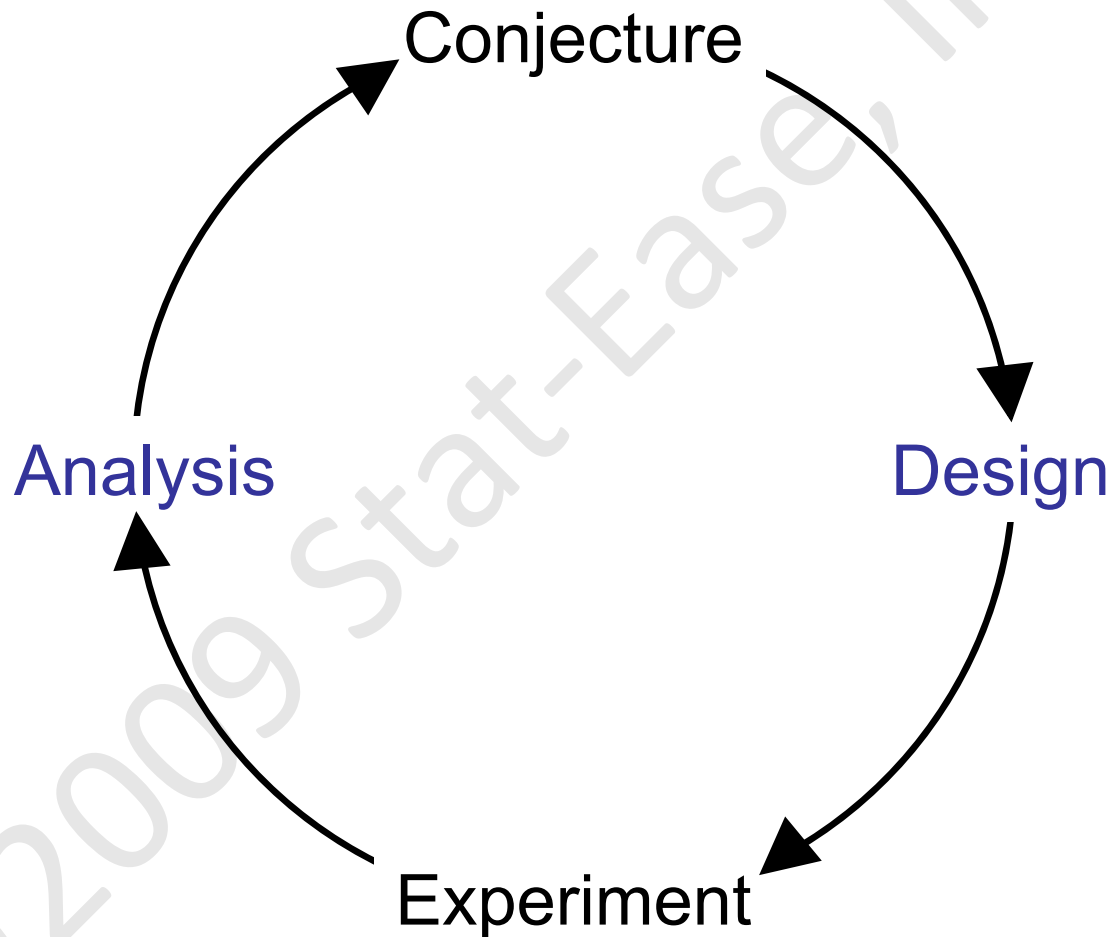 Conjecture
Analysis
Design
Experiment
2009 Stat-Ease,